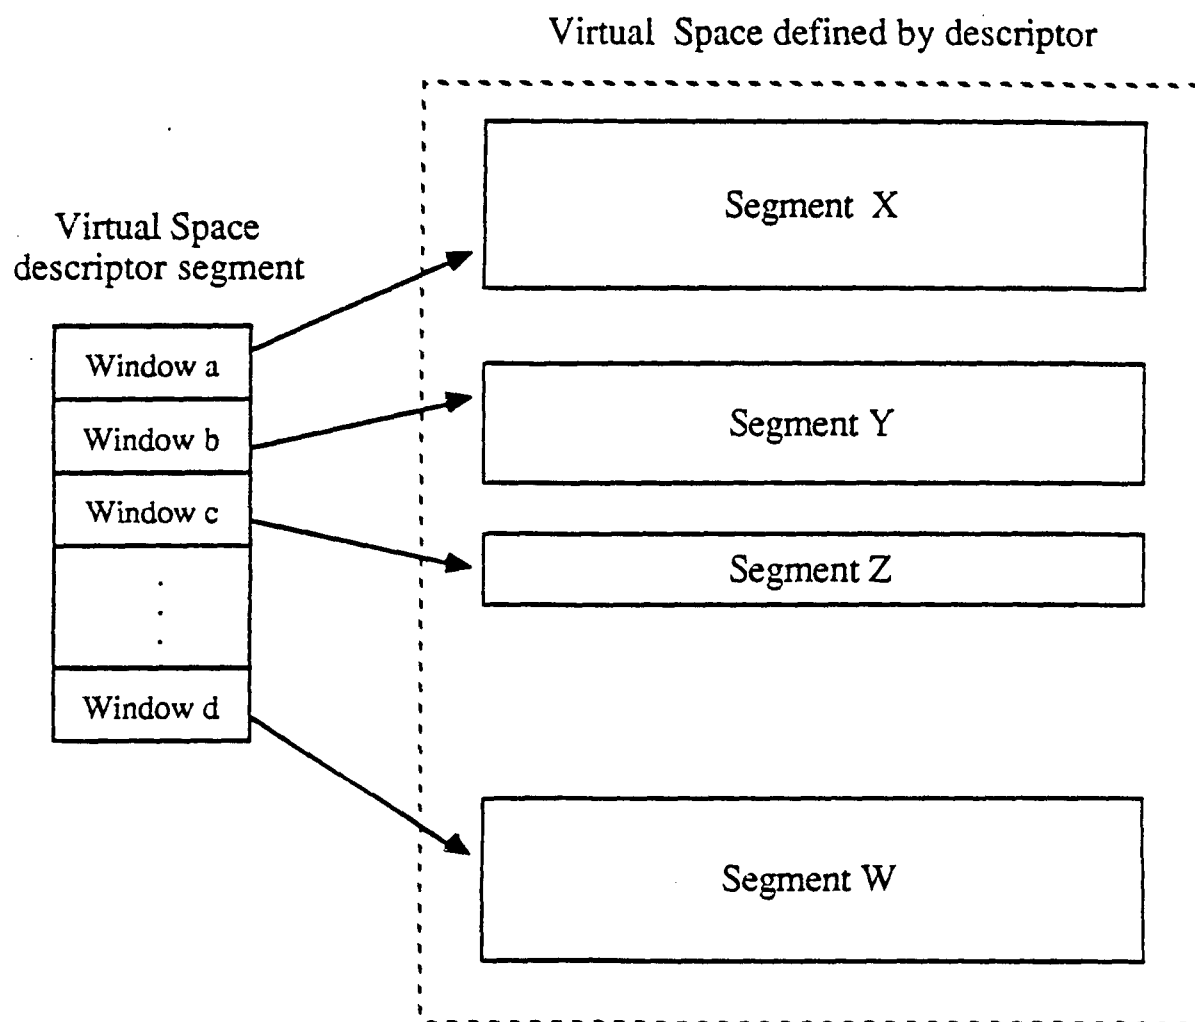 Virtual Space defined by descriptor
Segment X
Virtual Space
descriptor segment
Window a
Window b
Segment Y
Window c
Segment Z
.
.
.
Window d
Segment W